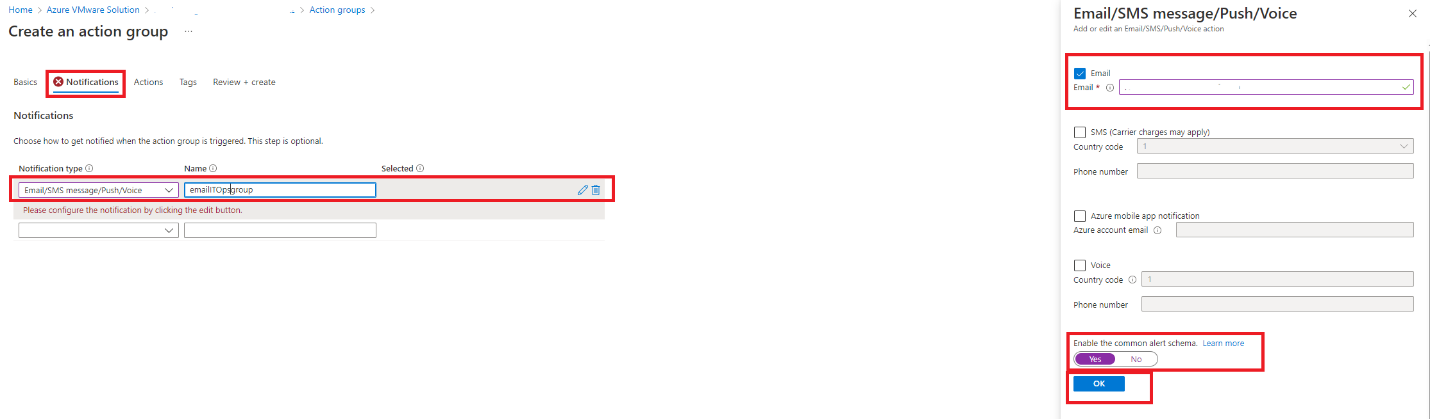 Home > Azure VMware Solution > > Action groups >
Create an action group ...
Basics Notifications Actions Tags Review + create
Notifications
Choose how to get notified when the action group is triggered. This step is optional.
Notification type Name Selected
Email/SMS message/Push/Voice emailITOpsgroup
Please configure the notification by clicking the edit button.
Email/SMS message/Push/Voice
Add or edit an Email/SMS/Push/Voice action
Email
Email *
SMS (Carrier charges may apply)
Country code 1
Phone number
Azure mobile app notification
Azure account email
Voice
Country code 1
Phone number
Enable the common alert schema. Learn more
Yes No
OK